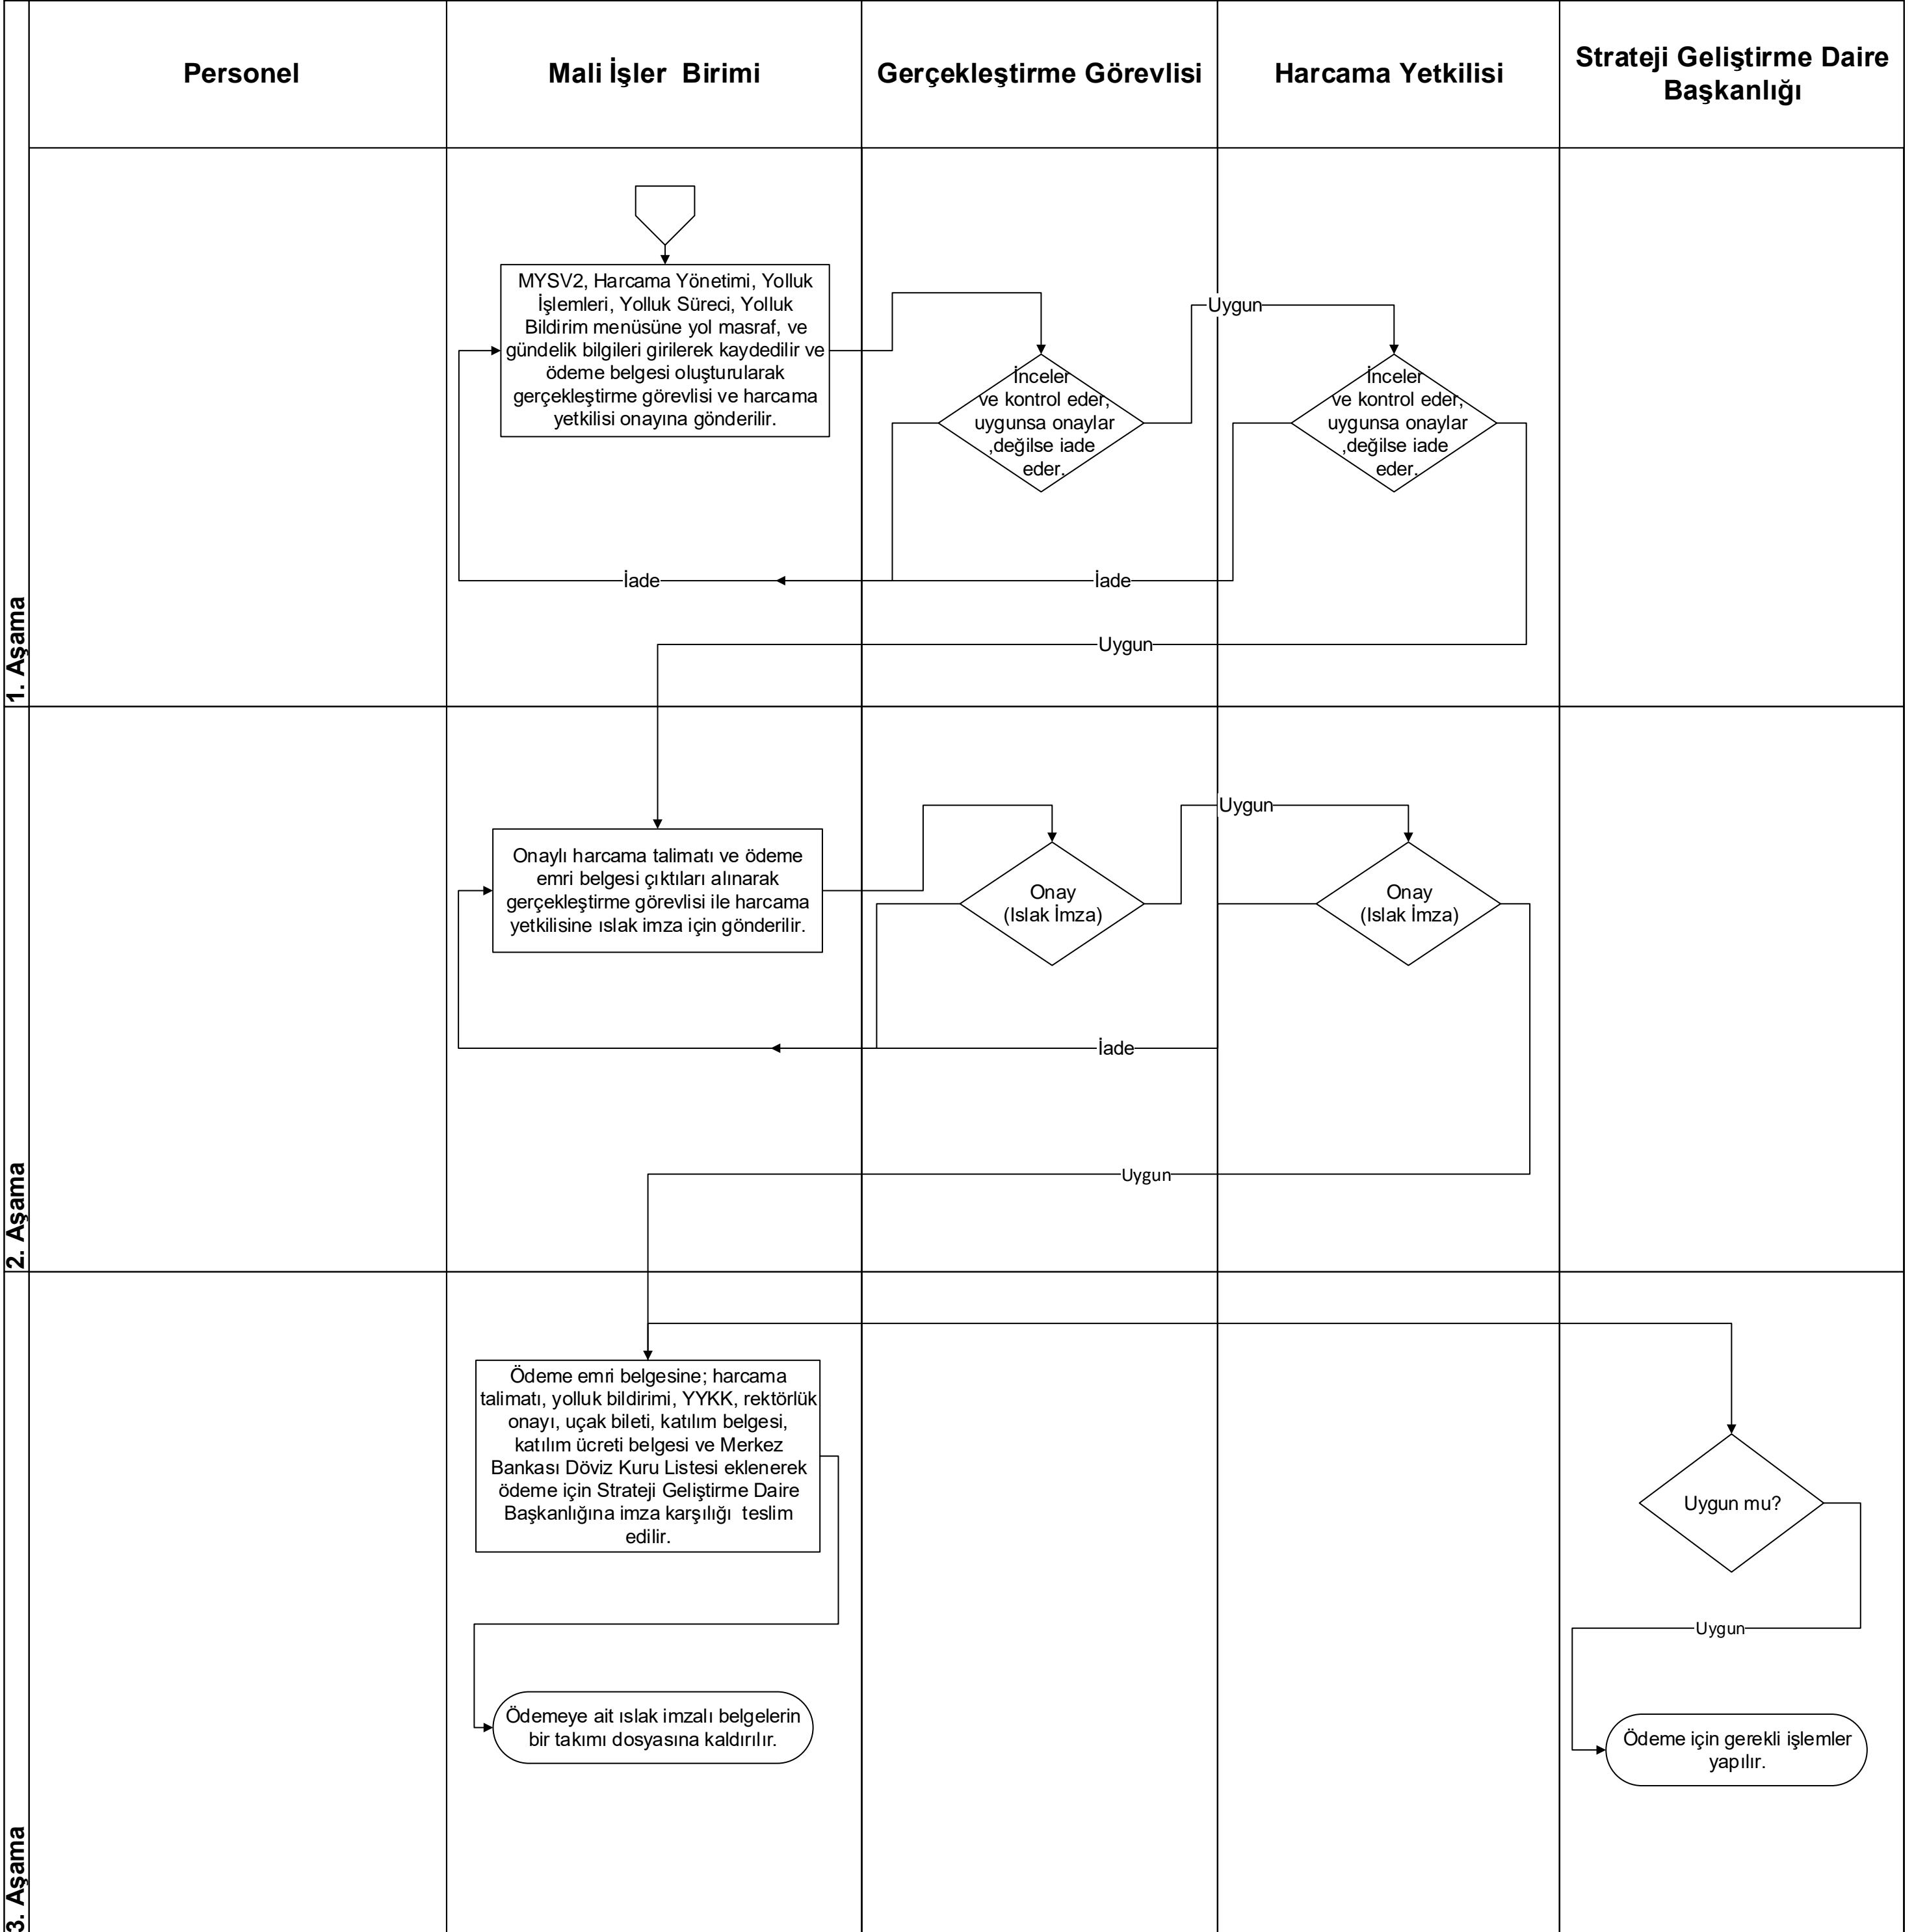 Personel
Mali İşler  Birimi
Gerçekleştirme Görevlisi
Harcama Yetkilisi
Strateji Geliştirme Daire
Başkanlığı
1. Aşama
MYSV2, Harcama Yönetimi, Yolluk
İşlemleri, Yolluk Süreci, Yolluk
Bildirim menüsüne yol masraf, ve
gündelik bilgileri girilerek kaydedilir ve
ödeme belgesi oluşturularak
gerçekleştirme görevlisi ve harcama
yetkilisi onayına gönderilir.
İnceler
ve kontrol eder,
uygunsa onaylar
,değilse iade
eder.
Uygun
İnceler
ve kontrol eder,
uygunsa onaylar
,değilse iade
eder.
İade
İade
Uygun
2. Aşama
Onaylı harcama talimatı ve ödeme
emri belgesi çıktıları alınarak
gerçekleştirme görevlisi ile harcama
yetkilisine ıslak imza için gönderilir.
Onay
(Islak İmza)
Uygun
Onay
(Islak İmza)
İade
Uygun
3. Aşama
Ödeme emri belgesine; harcama
talimatı, yolluk bildirimi, YYKK, rektörlük
onayı, uçak bileti, katılım belgesi,
katılım ücreti belgesi ve Merkez
Bankası Döviz Kuru Listesi eklenerek
ödeme için Strateji Geliştirme Daire
Başkanlığına imza karşılığı  teslim
edilir.
Uygun mu?
Uygun
Ödemeye ait ıslak imzalı belgelerin
bir takımı dosyasına kaldırılır.
Ödeme için gerekli işlemler
yapılır.